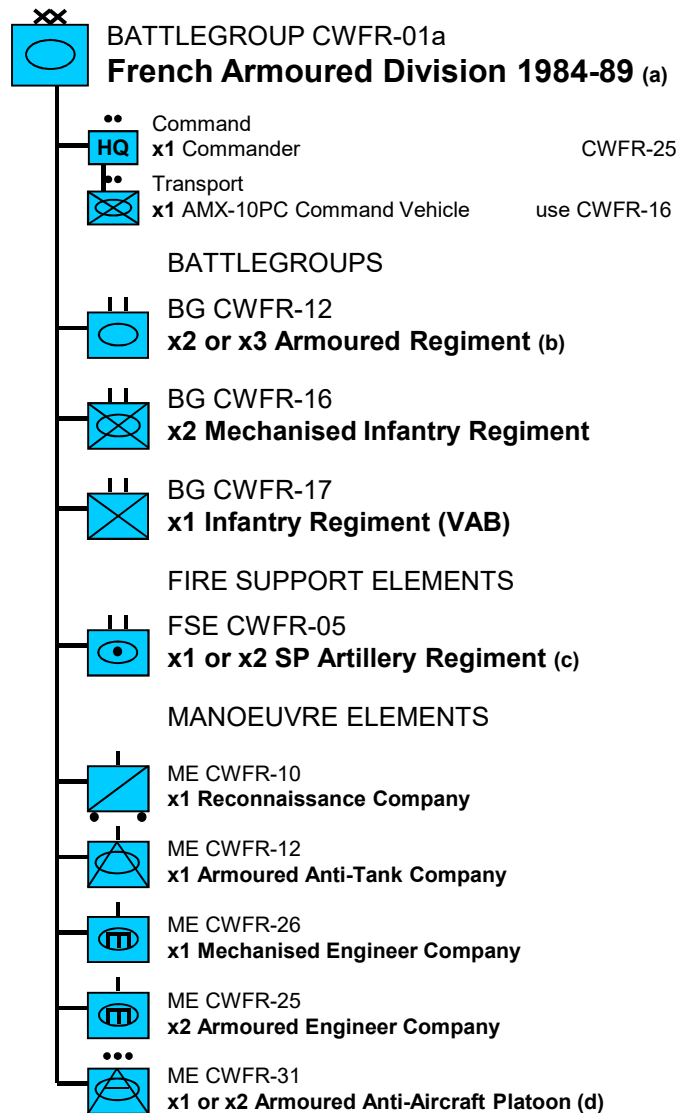 BATTLEGROUP CWFR-01a
French Armoured Division 1984-89 (a)
Command
HQ x1 Commander CWFR-25
Transport
x1 AMX-10PC Command Vehicle use CWFR-16
BATTLEGROUPS
BG CWFR-12
x2 or x3 Armoured Regiment (b)
BG CWFR-16
x2 Mechanised Infantry Regiment
BG CWFR-17
x1 Infantry Regiment (VAB)
FIRE SUPPORT ELEMENTS
FSE CWFR-05
x1 or x2 SP Artillery Regiment (c)
MANOEUVRE ELEMENTS
ME CWFR-10
x1 Reconnaissance Company
ME CWFR-12
x1 Armoured Anti-Tank Company
ME CWFR-26
x1 Mechanised Engineer Company
ME CWFR-25
x2 Armoured Engineer Company
ME CWFR-31
x1 or x2 Armoured Anti-Aircraft Platoon (d)